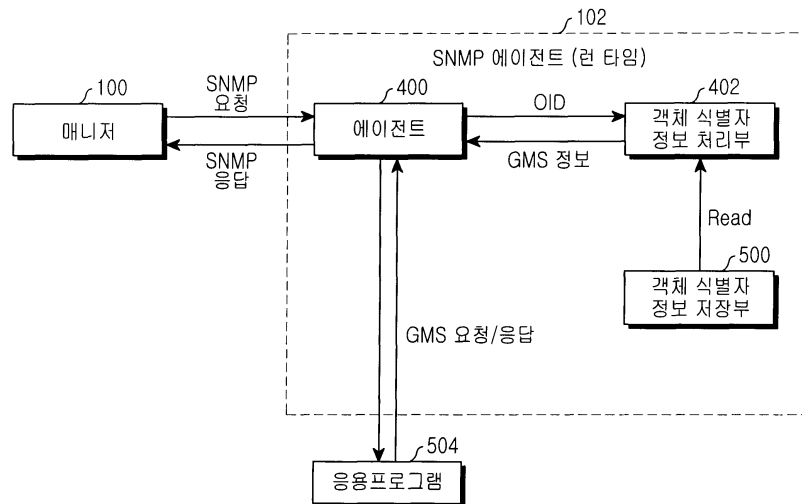 102
SNMP 에이전트 (런 타임)
100
매니저
SNMP
요청
SNMP
응답
400
에이전트
OID
GMS 정보
402
객체 식별자
정보 처리부
Read
500
객체 식별자
정보 저장부
GMS 요청/응답
504
응용프로그램